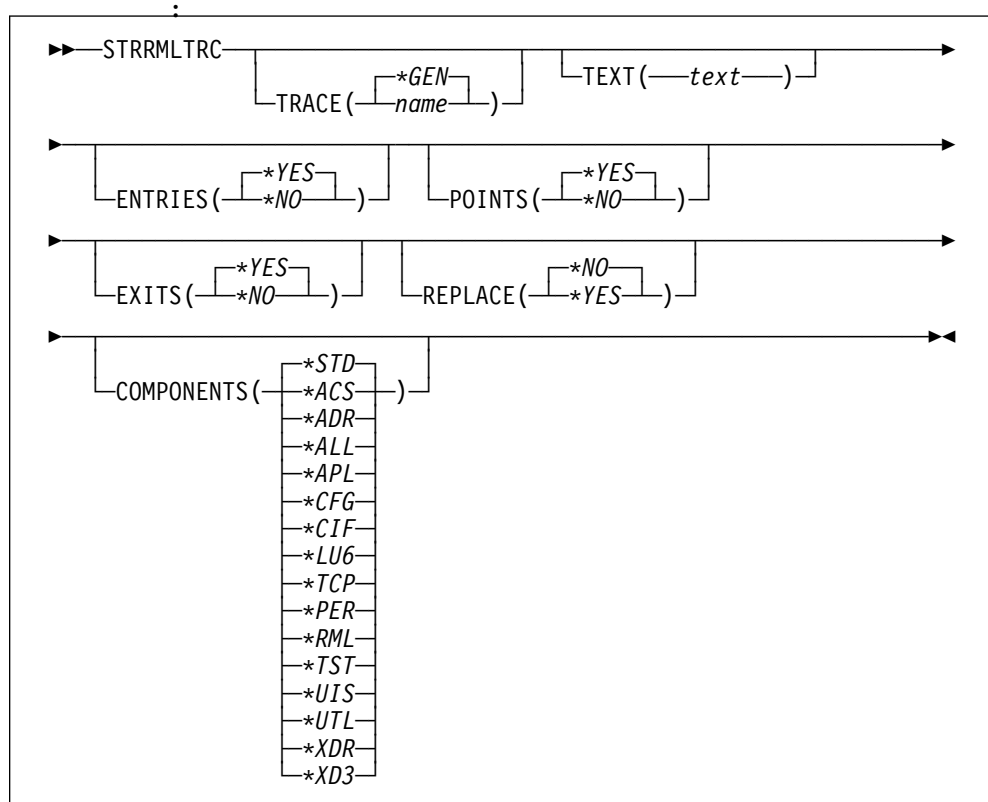 :
STRRMLTRC
*GEN
TRACE( name )
TEXT( text )
*YES
ENTRIES( *NO )
*YES
POINTS( *NO )
*YES
EXITS( *NO )
*NO
REPLACE( *YES )
*STD
COMPONENTS( *ACS )
*ADR
*ALL
*APL
*CFG
*CIF
*LU6
*TCP
*PER
*RML
*TST
*UIS
*UTL
*XDR
*XD3